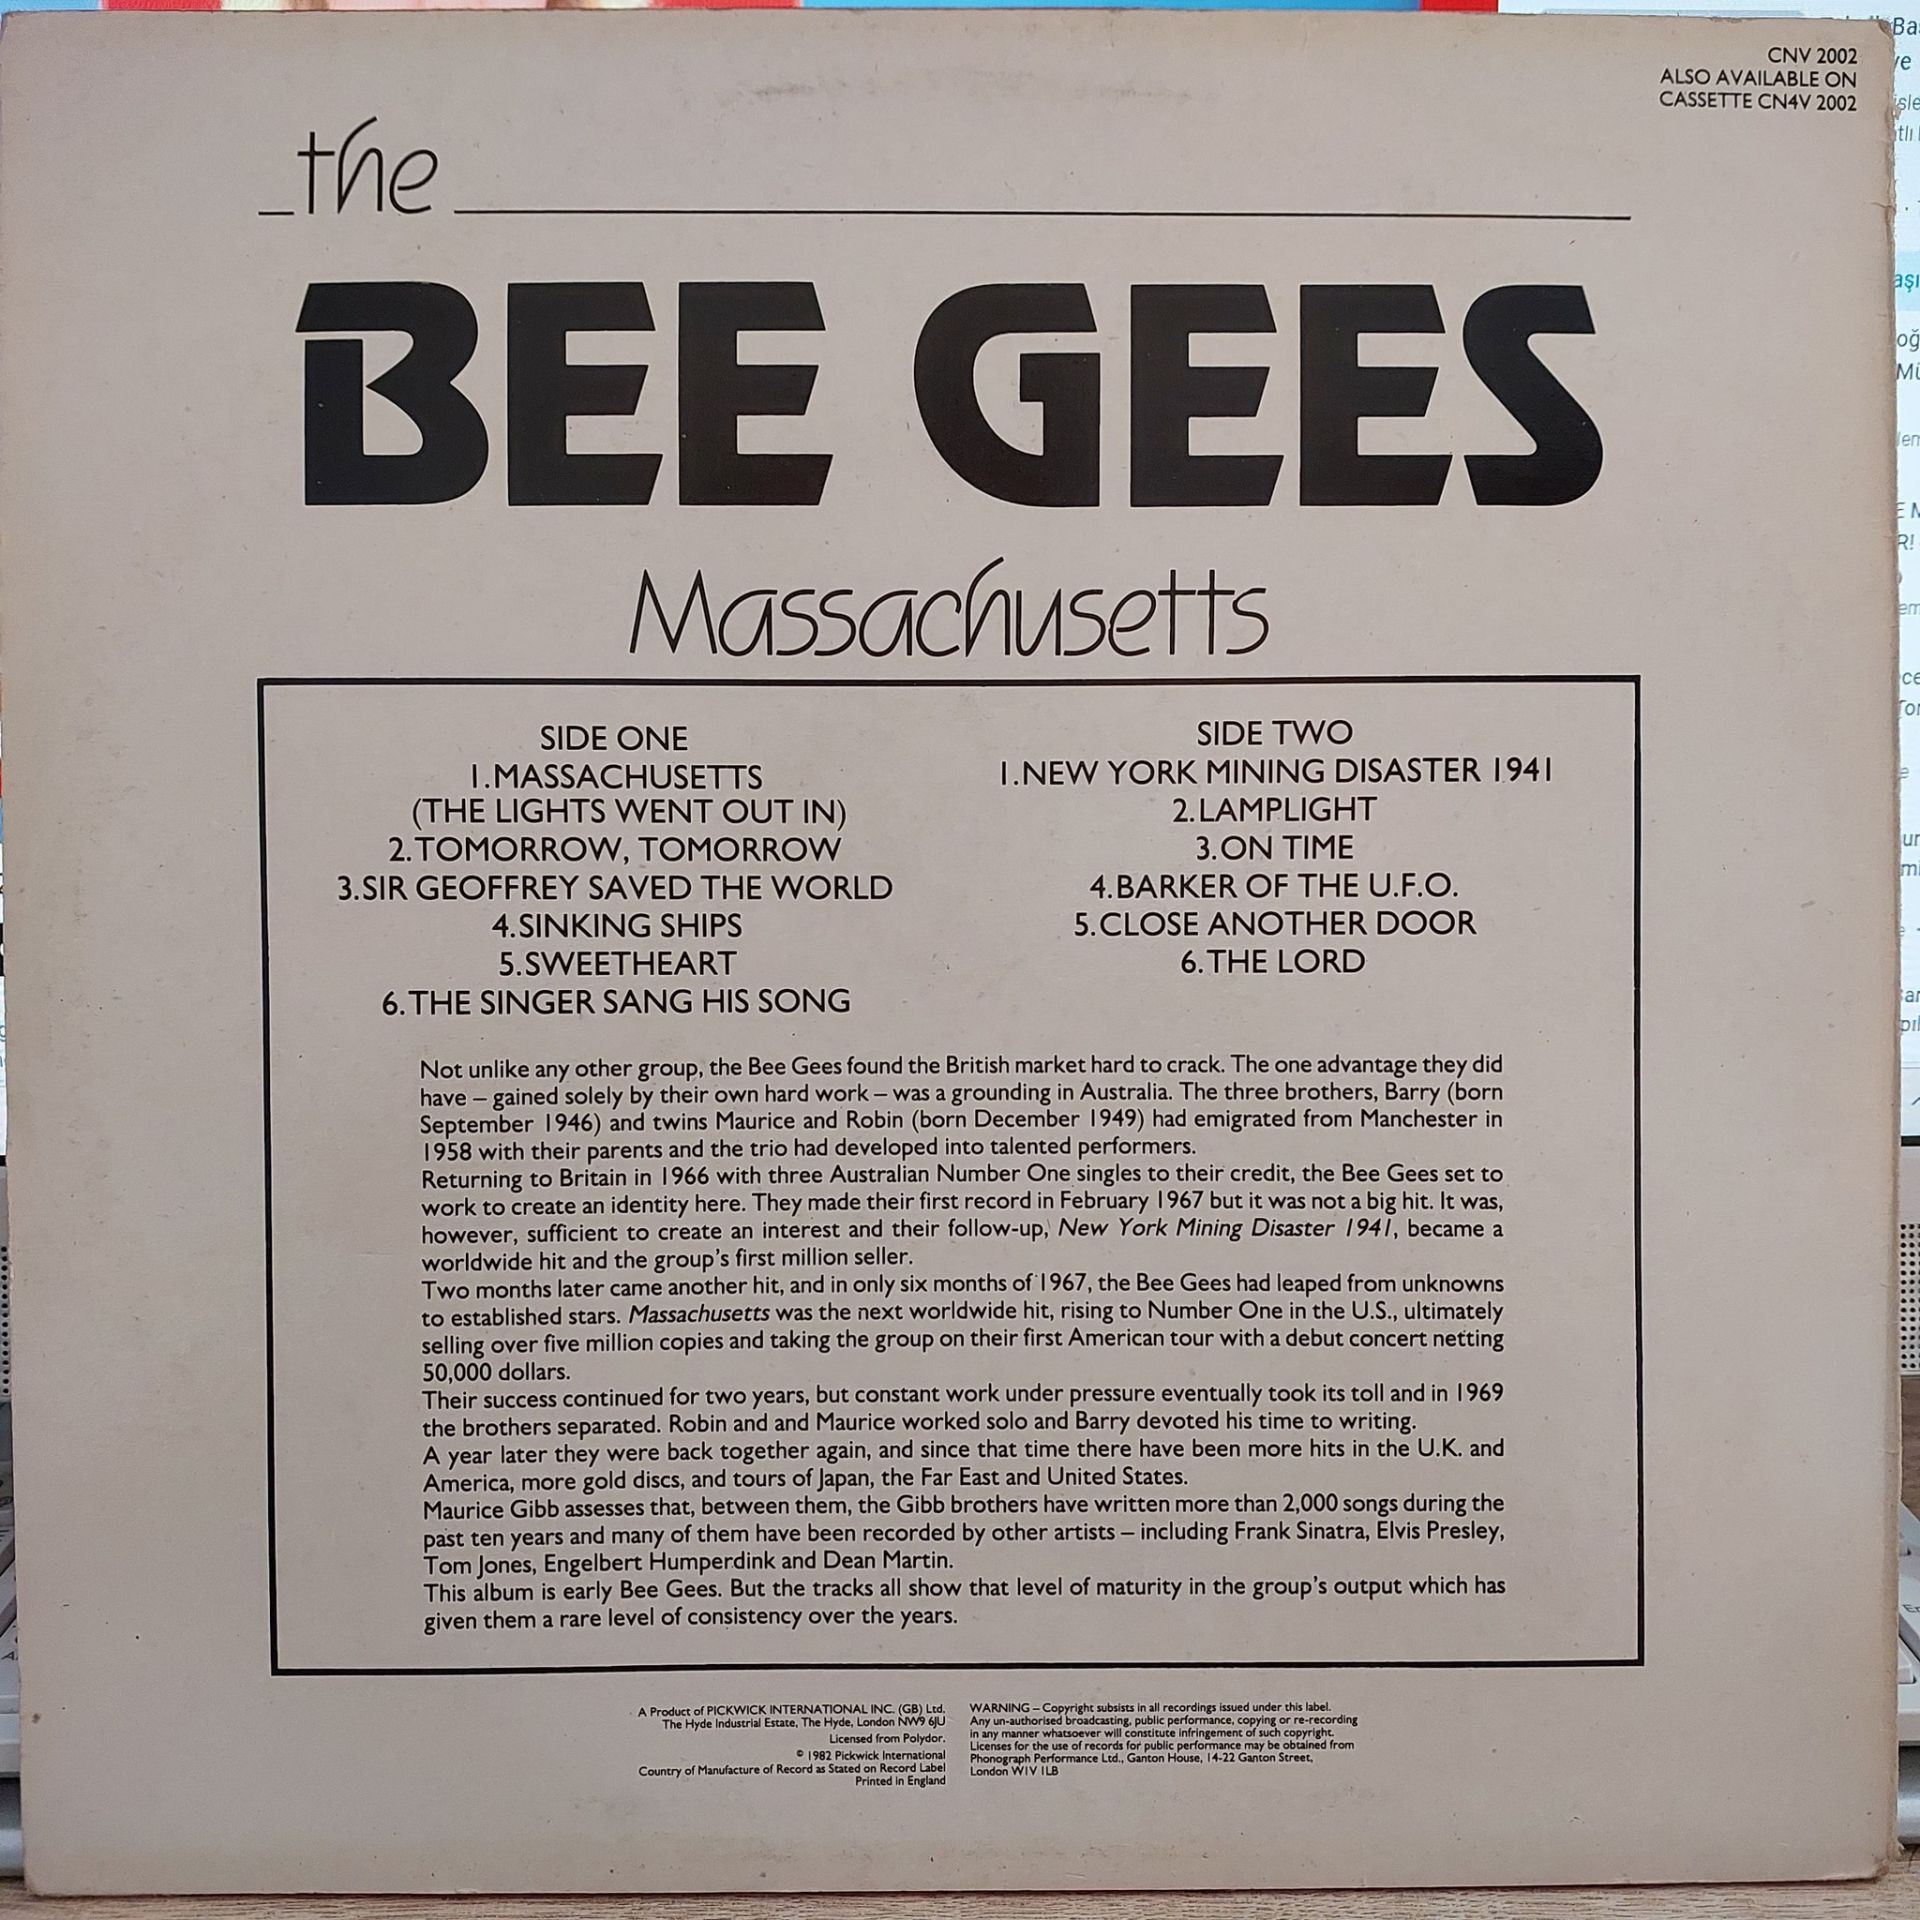 CNV 2002
ALSO AVAILABLE ON
CASSETTE CN4V 2002
the
BEE GEES
Massachusetts
SIDE ONE
1.MASSACHUSETTS
(THE LIGHTS WENT OUT IN)
2.TOMORROW, TOMORROW
3.SIR GEOFFREY SAVED THE WORLD
4.SINKING SHIPS
5.SWEETHEART
6.THE SINGER SANG HIS SONG
SIDE TWO
1.NEW YORK MINING DISASTER 1941
2.LAMPLIGHT
3.ON TIME
4.BARKER OF THE U.F.O.
5.CLOSE ANOTHER DOOR
6.THE LORD
Not unlike any other group, the Bee Gees found the British market hard to crack. The one advantage they did
have – gained solely by their own hard work – was a grounding in Australia. The three brothers, Barry (born
September 1946) and twins Maurice and Robin (born December 1949) had emigrated from Manchester in
1958 with their parents and the trio had developed into talented performers.
Returning to Britain in 1966 with three Australian Number One singles to their credit, the Bee Gees set to
work to create an identity here. They made their first record in February 1967 but it was not a big hit. It was,
however, sufficient to create an interest and their follow-up, New York Mining Disaster 1941, became a
worldwide hit and the group's first million seller.
Two months later came another hit, and in only six months of 1967, the Bee Gees had leaped from unknowns
to established stars. Massachusetts was the next worldwide hit, rising to Number One in the U.S., ultimately
selling over five million copies and taking the group on their first American tour with a debut concert netting
50,000 dollars.
Their success continued for two years, but constant work under pressure eventually took its toll and in 1969
the brothers separated. Robin and and Maurice worked solo and Barry devoted his time to writing.
A year later they were back together again, and since that time there have been more hits in the U.K. and
America, more gold discs, and tours of Japan, the Far East and United States.
Maurice Gibb assesses that, between them, the Gibb brothers have written more than 2,000 songs during the
past ten years and many of them have been recorded by other artists – including Frank Sinatra, Elvis Presley,
Tom Jones, Engelbert Humperdink and Dean Martin.
This album is early Bee Gees. But the tracks all show that level of maturity in the group's output which has
given them a rare level of consistency over the years.
A Product of PICKWICK INTERNATIONAL INC. (GB) Ltd.
The Hyde Industrial Estate, The Hyde, London NW9 6JU
Licensed from Polydor.
© 1982 Pickwick International
Country of Manufacture of Record as Stated on Record Label
Printed in England
WARNING – Copyright subsists in all recordings issued under this label.
Any un-authorised broadcasting, public performance, copying or re-recording
in any manner whatsoever will constitute infringement of such copyright.
Licenses for the use of records for public performance may be obtained from
Phonograph Performance Ltd., Ganton House, 14-22 Ganton Street,
London W1V 1LB